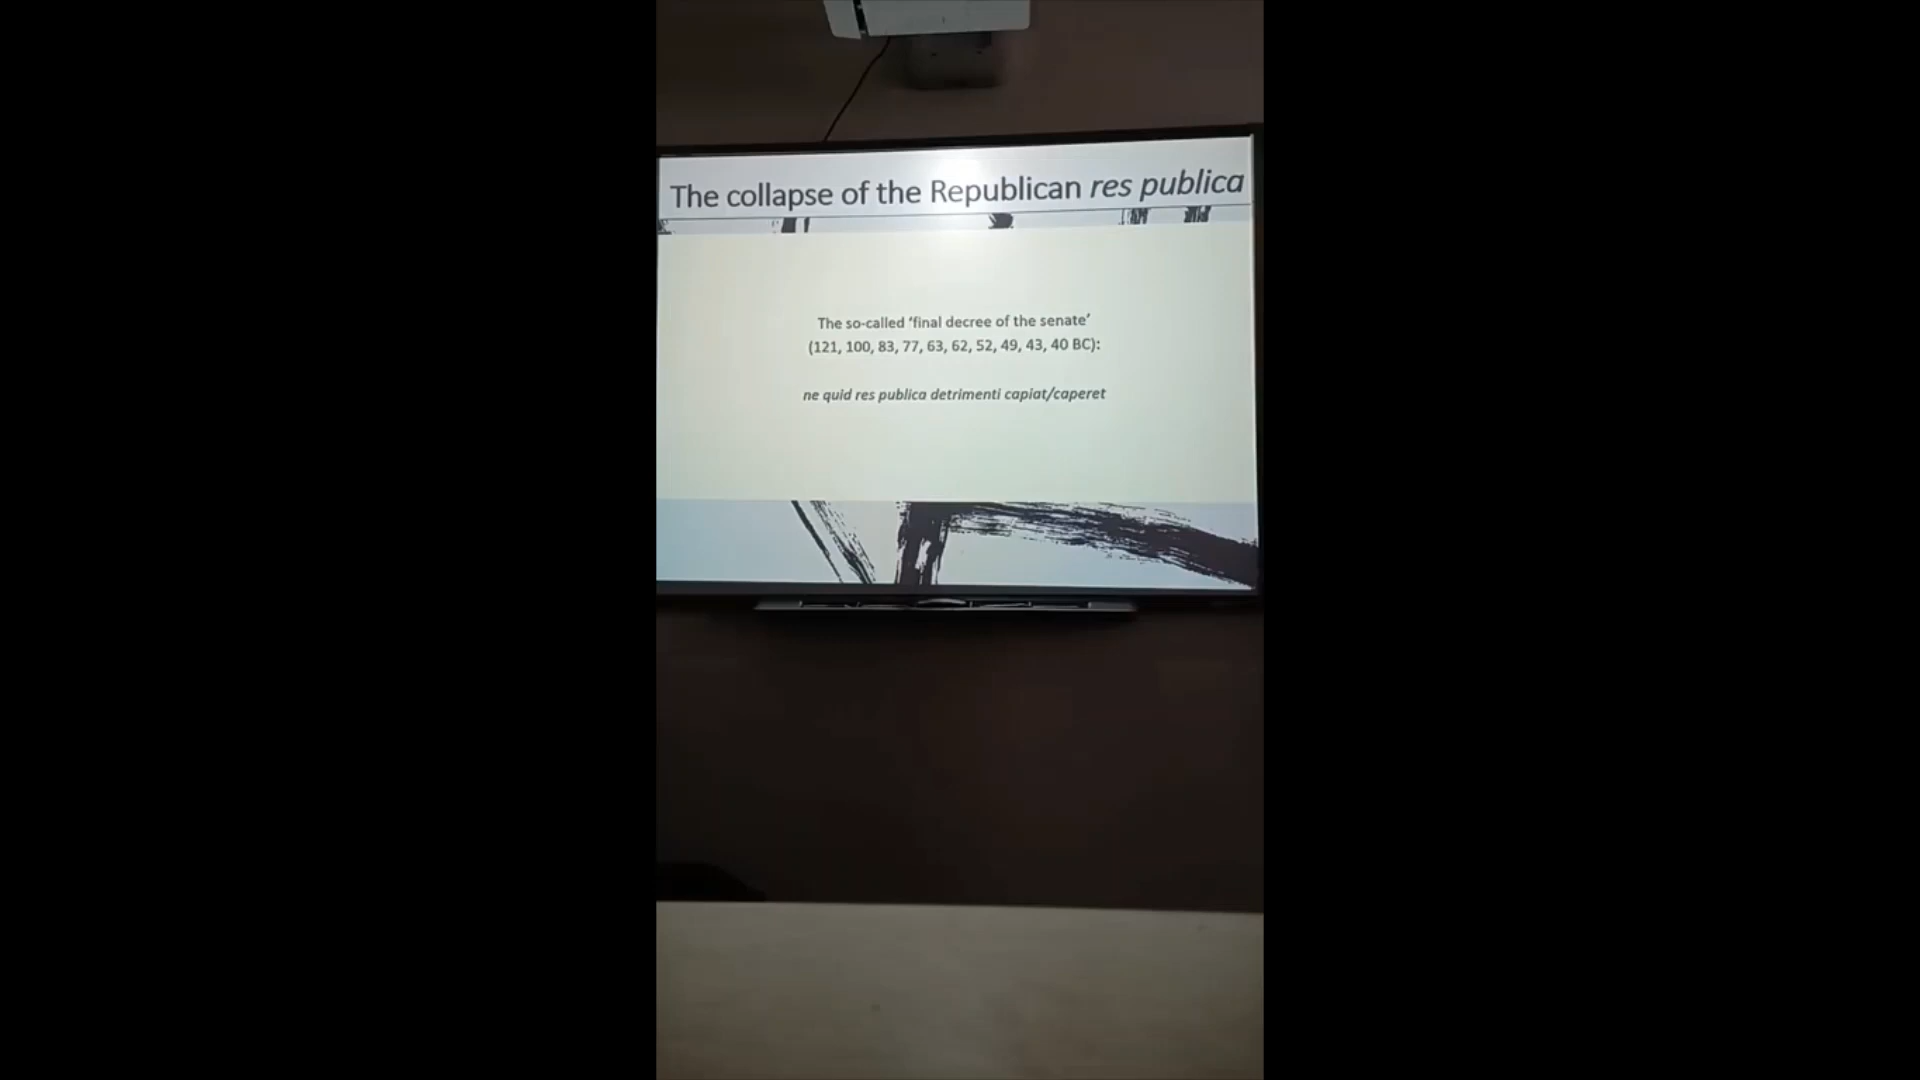 The collapse of the Republican res publica
The so-called ‘final decree of the senate’
(121, 100, 83, 77, 63, 62, 52, 49, 43, 40 BC):
ne quid res publica detrimenti capiat/caperet